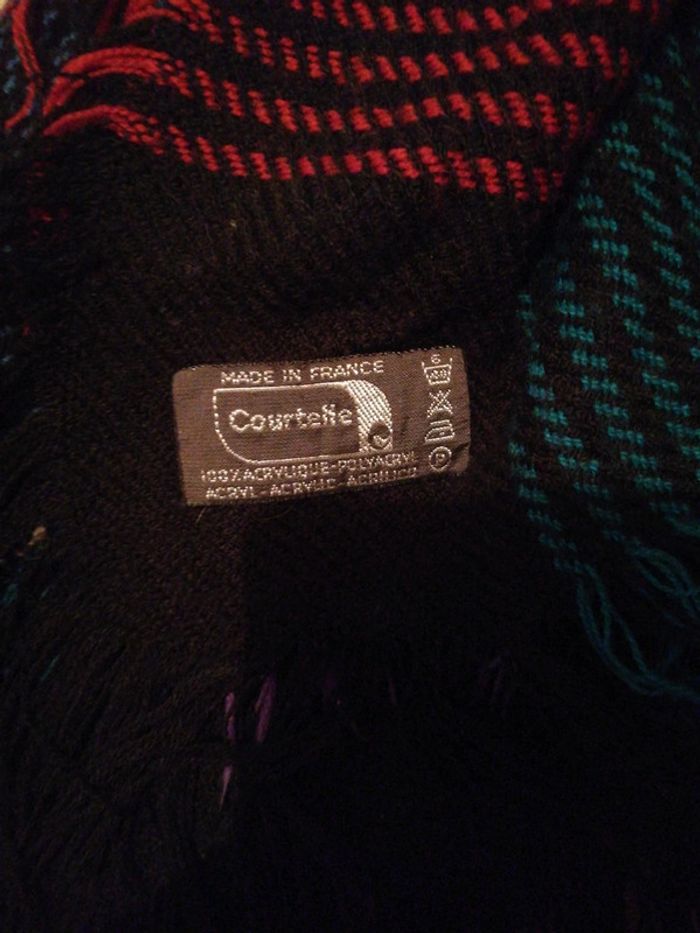 MADE IN FRANCE
Courtelle
100% ACRYLIQUE-POLYACRYL
ACRYL-ACRYLIC-ACRILICO
P